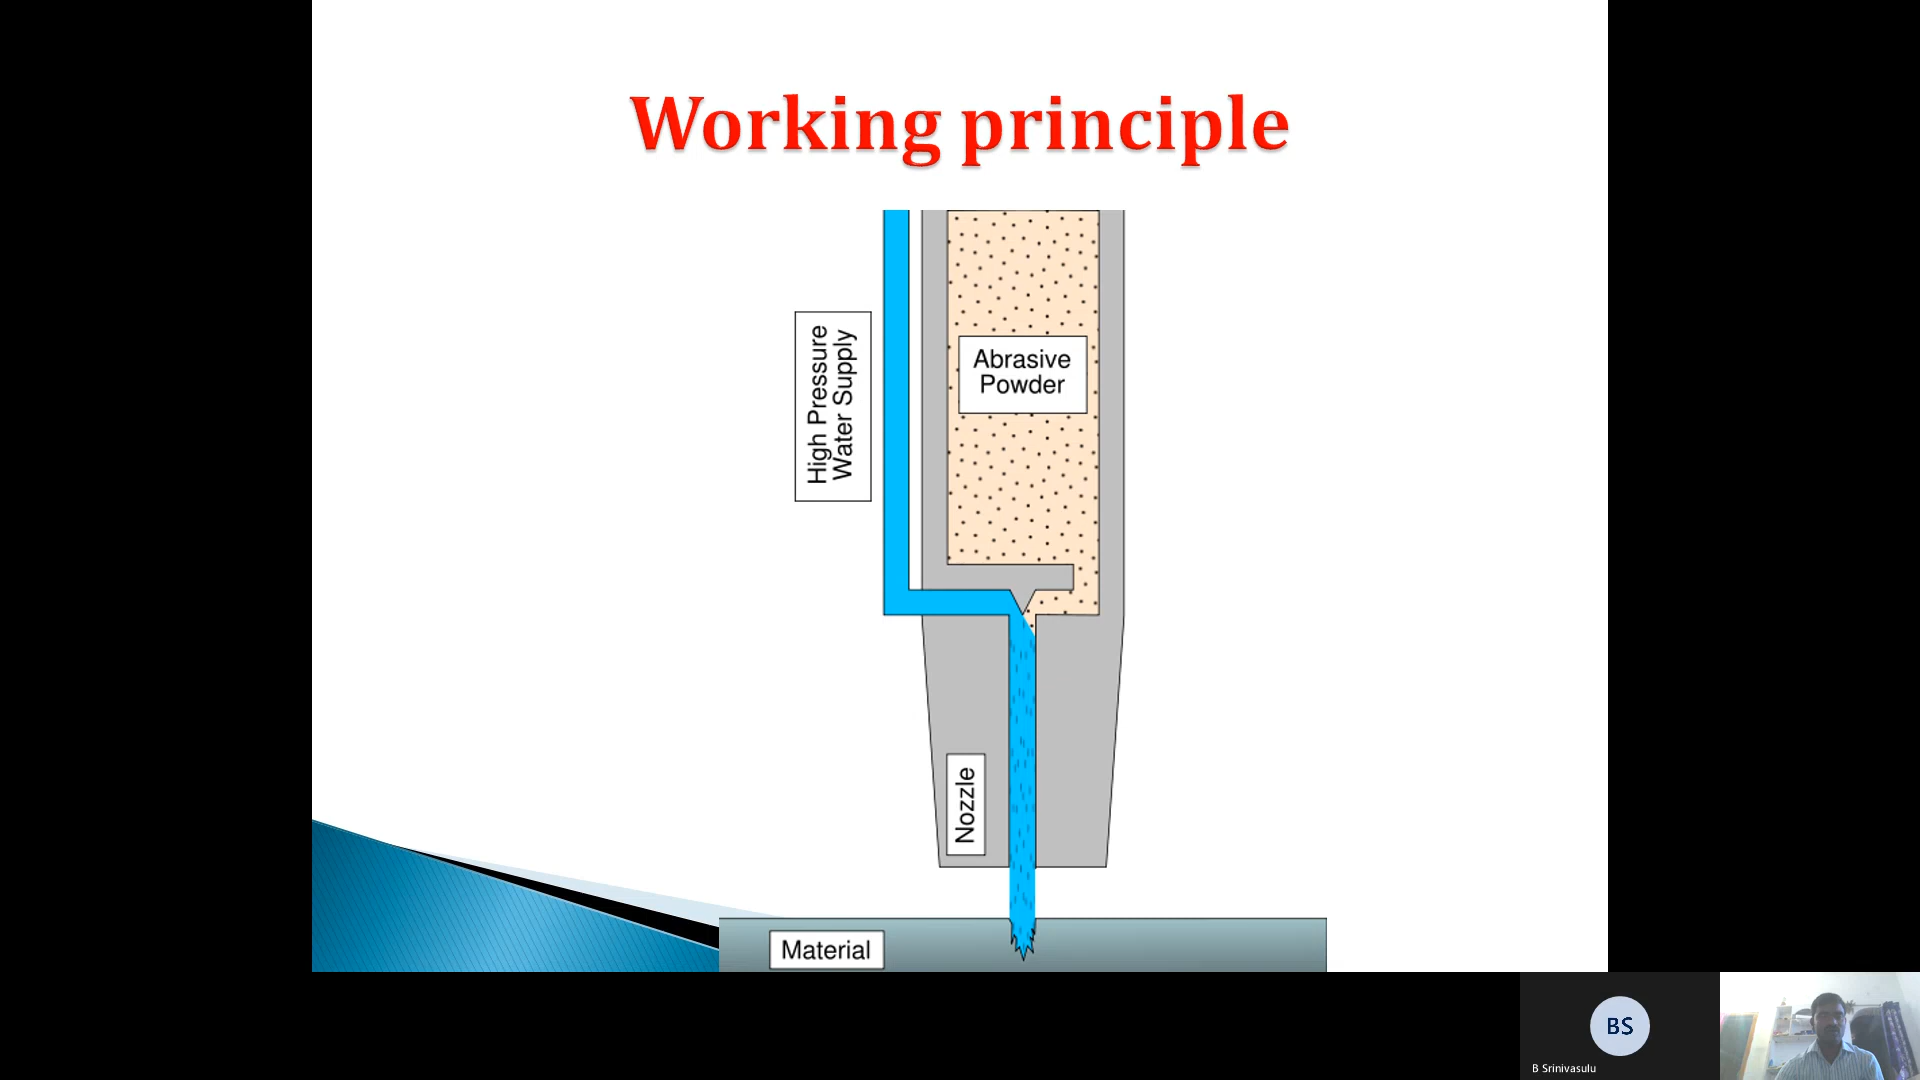 Working principle
High Pressure
Water Supply
Abrasive
Powder
Nozzle
Material
BS
B Srinivasulu